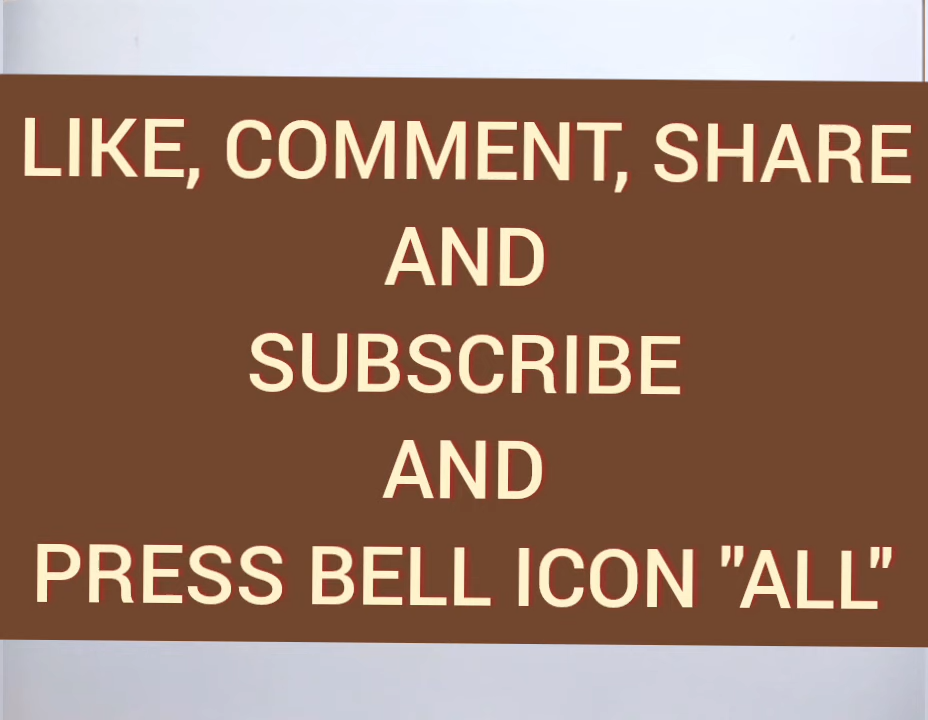 LIKE, COMMENT, SHARE
AND
SUBSCRIBE
AND
PRESS BELL ICON "ALL"